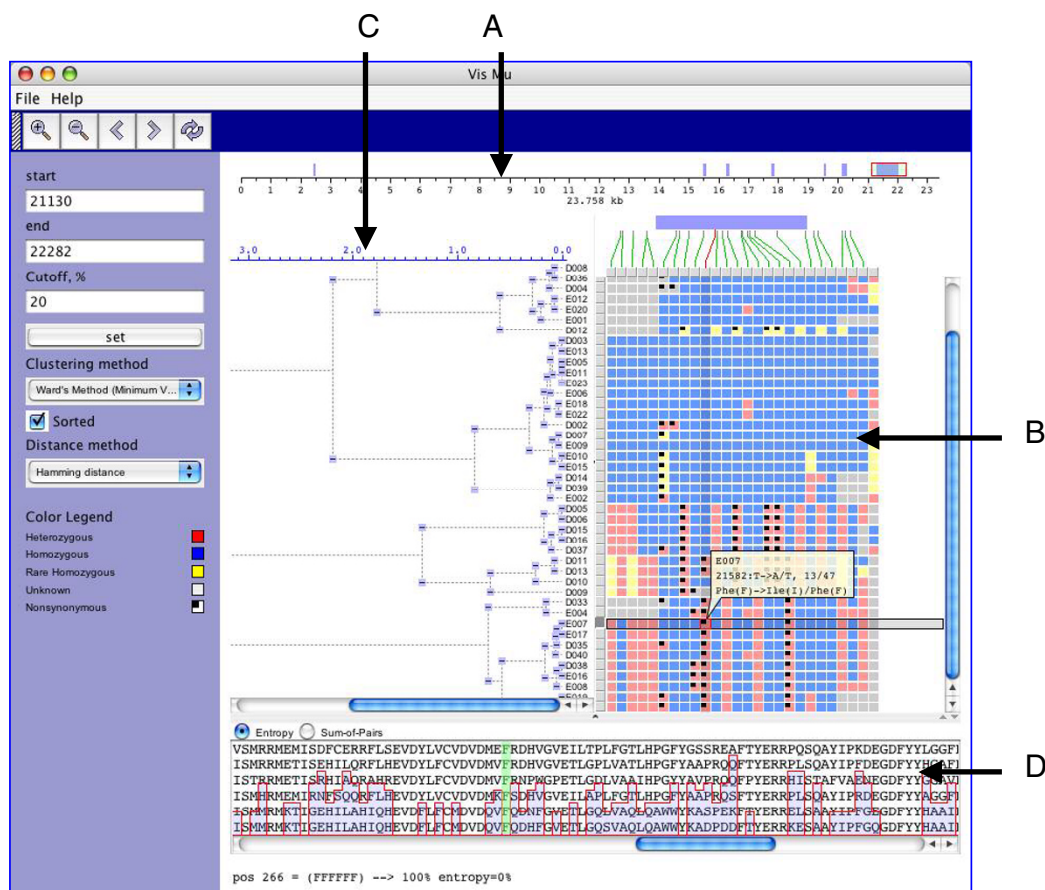 C A
Vis Mu
File Help
start
21130
end
22282
Cutoff, %
20
set
Clustering method
Ward's Method (Minimum V...
Sorted
Distance method
Hamming distance
Color Legend
Heterozygous
Homozygous
Rare Homozygous
Unknown
Nonsynonymous
0 1 2 3 4 5 6 7 8 9 10 11 12 13 14 15 16 17 18 19 20 21 22 23
23.758 kb
3.0 2.0 1.0 0.0
D008
D036
D004
E012
E020
E001
D012
D003
E013
E005
E011
E023
E006
E018
E022
D002
D007
E009
E010
E015
D014
D039
E002
D005
D006
D015
D016
D037
D011
D013
D010
D009
D033
E004
E007
E017
D035
D040
D038
E016
E008
E007
21582:T->A/T, 13/47
Phe(F)->Ile(I)/Phe(F)
B
Entropy Sum-of-Pairs
VSMRRMEMISDFCERRFLSEVDYLVCVDVDMEFRDHVGVEILTPLFGTLHPGFYGSSREAFTYERRPQSQAYIPKDEGDFYYLGGF
ISMRRMETISEHILQRFLHEVDYLVCVDVDMVFRDHVGVETLGPLVATLHPGFYAAPRQQFTYERRPLSQAYIPFDEGDFYYHGAF
ISTRRMETISRHIAQRAHREVDYLVCVDVDMVFRNPWGPETLGDLVAAIHPGYYAVPRQQFPYERRHISTAFVAENEGDFYYGGAV
ISMHRMEMIRNFSQQRFLHEVDYLVCVDVDMKFSDHVGVEILAPLFGTLHPGFYAAPRQSFTYERRPLSQAYIPKDEGDFYYAGGF
ISMMRMKTIGEHILAHIQHEVDFLFCMDVDQVFQDNFGVETLGQLVAQLQAWWYKASPEKFTYERRELSAAYIPFGEGDFYYHAAI
ISMMRMKTIGEHILAHIQHEVDFLFCMDVDQVFQDHFGVETLGQSVAQLQAWWYKADPDDFTYERRKESAAYIPFGQGDFYYHAAI
D
pos 266 = (FFFFFF) --> 100% entropy=0%